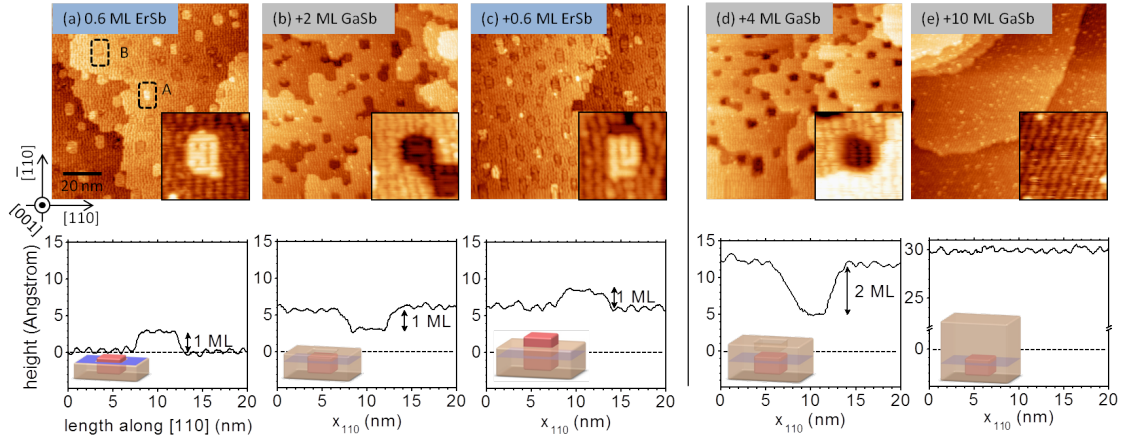 (a) 0.6 ML ErSb
(b) +2 ML GaSb
(c) +0.6 ML ErSb
(d) +4 ML GaSb
(e) +10 ML GaSb
B
A
20 nm
[1̄10]
[001]
[110]
height (Angstrom)
15
10
5
0
1 ML
0 5 10 15 20
length along [110] (nm)
15
10
5
0
1 ML
0 5 10 15 20
x110 (nm)
15
10
5
0
1 ML
0 5 10 15 20
x110 (nm)
15
10
5
0
2 ML
0 5 10 15 20
x110 (nm)
30
25
0
0 5 10 15 20
x110 (nm)